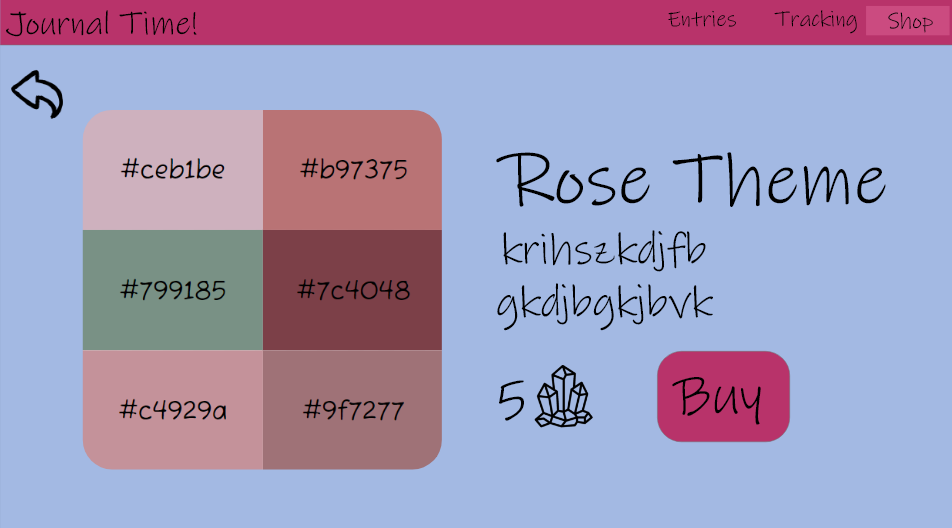 Journal Time!
Entries
Tracking
Shop
#ceb1be
#b97375
#799185
#7c4048
#c4929a
#9f7277
Rose Theme
krihszkdjfb
gkdjbgkjbvk
5
Buy